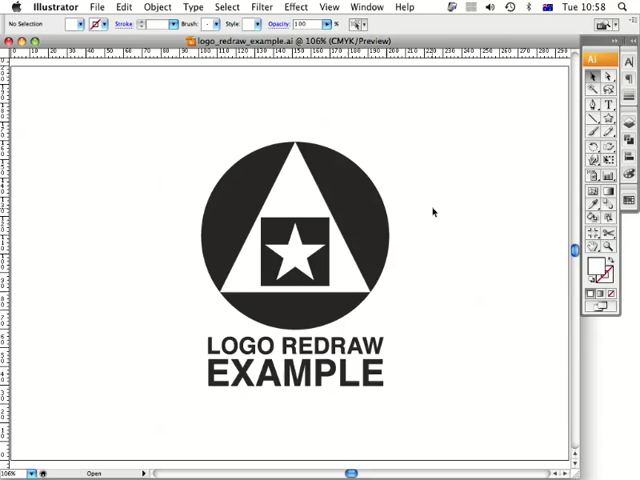 Illustrator File Edit Object Type Select Filter Effect View Window Help Tue 10:58
No Selection Stroke: Brush: Style: Opacity: 100 %
logo_redraw_example.ai @ 106% (CMYK/Preview)
Ai
LOGO REDRAW
EXAMPLE
106% Open